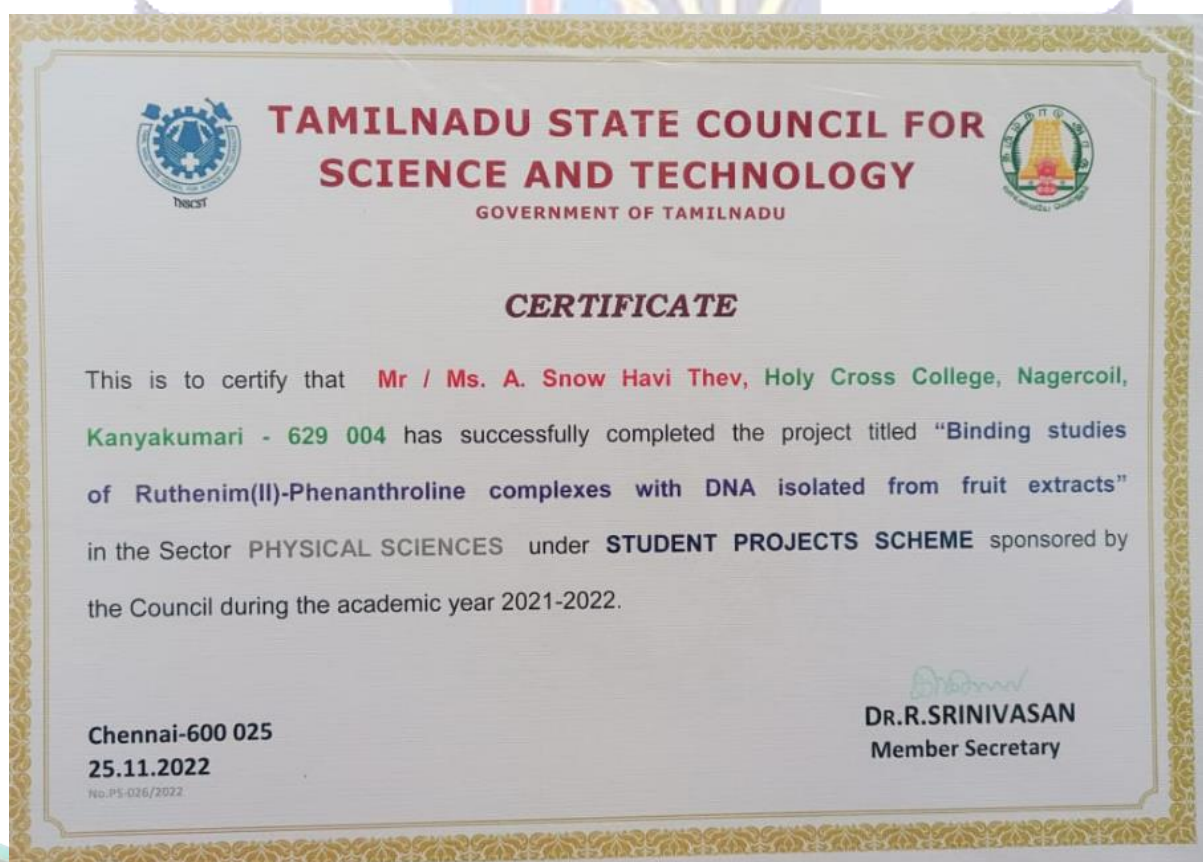 TAMILNADU STATE COUNCIL FOR
SCIENCE AND TECHNOLOGY
GOVERNMENT OF TAMILNADU
TNSCST
CERTIFICATE
This is to certify that Mr / Ms. A. Snow Havi Thev, Holy Cross College, Nagercoil,
Kanyakumari - 629 004 has successfully completed the project titled “Binding studies
of Ruthenim(II)-Phenanthroline complexes with DNA isolated from fruit extracts”
in the Sector PHYSICAL SCIENCES under STUDENT PROJECTS SCHEME sponsored by
the Council during the academic year 2021-2022.
Chennai-600 025
25.11.2022
No.PS-026/2022
DR.R.SRINIVASAN
Member Secretary